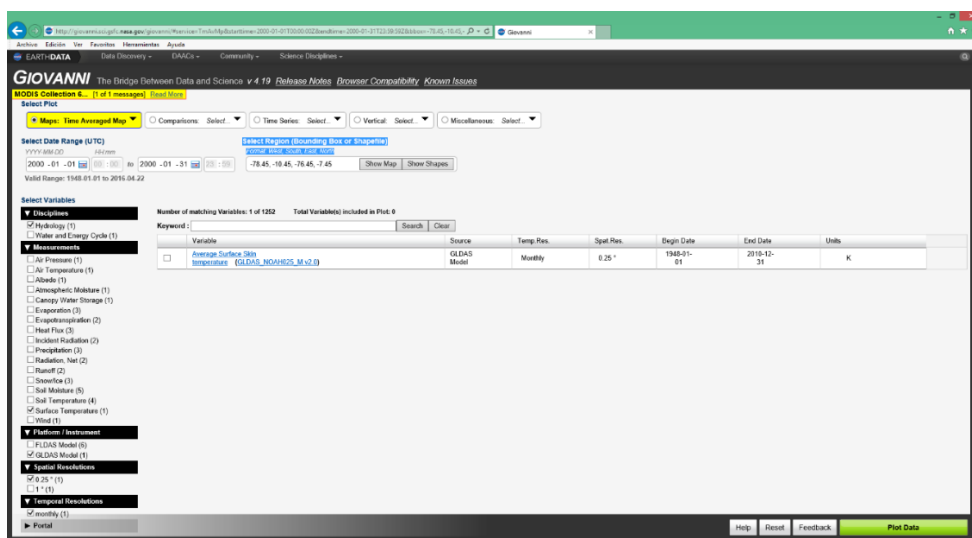 Giovanni
Archivo Edición Ver Favoritos Herramientas Ayuda
EARTHDATA Data Discovery DAACs Community Science Disciplines
GIOVANNI The Bridge Between Data and Science v 4.19 Release Notes Browser Compatibility Known Issues
MODIS Collection 6... [1 of 1 messages] Read More
Select Plot
Maps: Time Averaged Map Comparisons: Select... Time Series: Select... Vertical: Select... Miscellaneous: Select...
Select Date Range (UTC) Select Region (Bounding Box or Shapefile)
YYYY-MM-DD HH:mm Format: West, South, East, North
2000 -01 -01 00 : 00 to 2000 -01 -31 23 : 59 -78.45, -10.45, -76.45, -7.45 Show Map Show Shapes
Valid Range: 1948-01-01 to 2016-04-22
Select Variables
Disciplines Number of matching Variables: 1 of 1252 Total Variable(s) included in Plot: 0
Hydrology (1) Keyword : Search Clear
Water and Energy Cycle (1)
Variable Source Temp.Res. Spat.Res. Begin Date End Date Units
Average Surface Skin temperature (GLDAS_NOAH025_M v2.0) GLDAS Model Monthly 0.25 ° 1948-01-01 2010-12-31 K
Measurements
Air Pressure (1)
Air Temperature (1)
Albedo (1)
Atmospheric Moisture (1)
Canopy Water Storage (1)
Evaporation (3)
Evapotranspiration (2)
Heat Flux (3)
Incident Radiation (2)
Precipitation (3)
Radiation, Net (2)
Runoff (2)
Snow/Ice (3)
Soil Moisture (5)
Soil Temperature (4)
Surface Temperature (1)
Wind (1)
Platform / Instrument
FLDAS Model (6)
GLDAS Model (1)
Spatial Resolutions
0.25 ° (1)
1 ° (1)
Temporal Resolutions
monthly (1)
Portal
Help Reset Feedback Plot Data